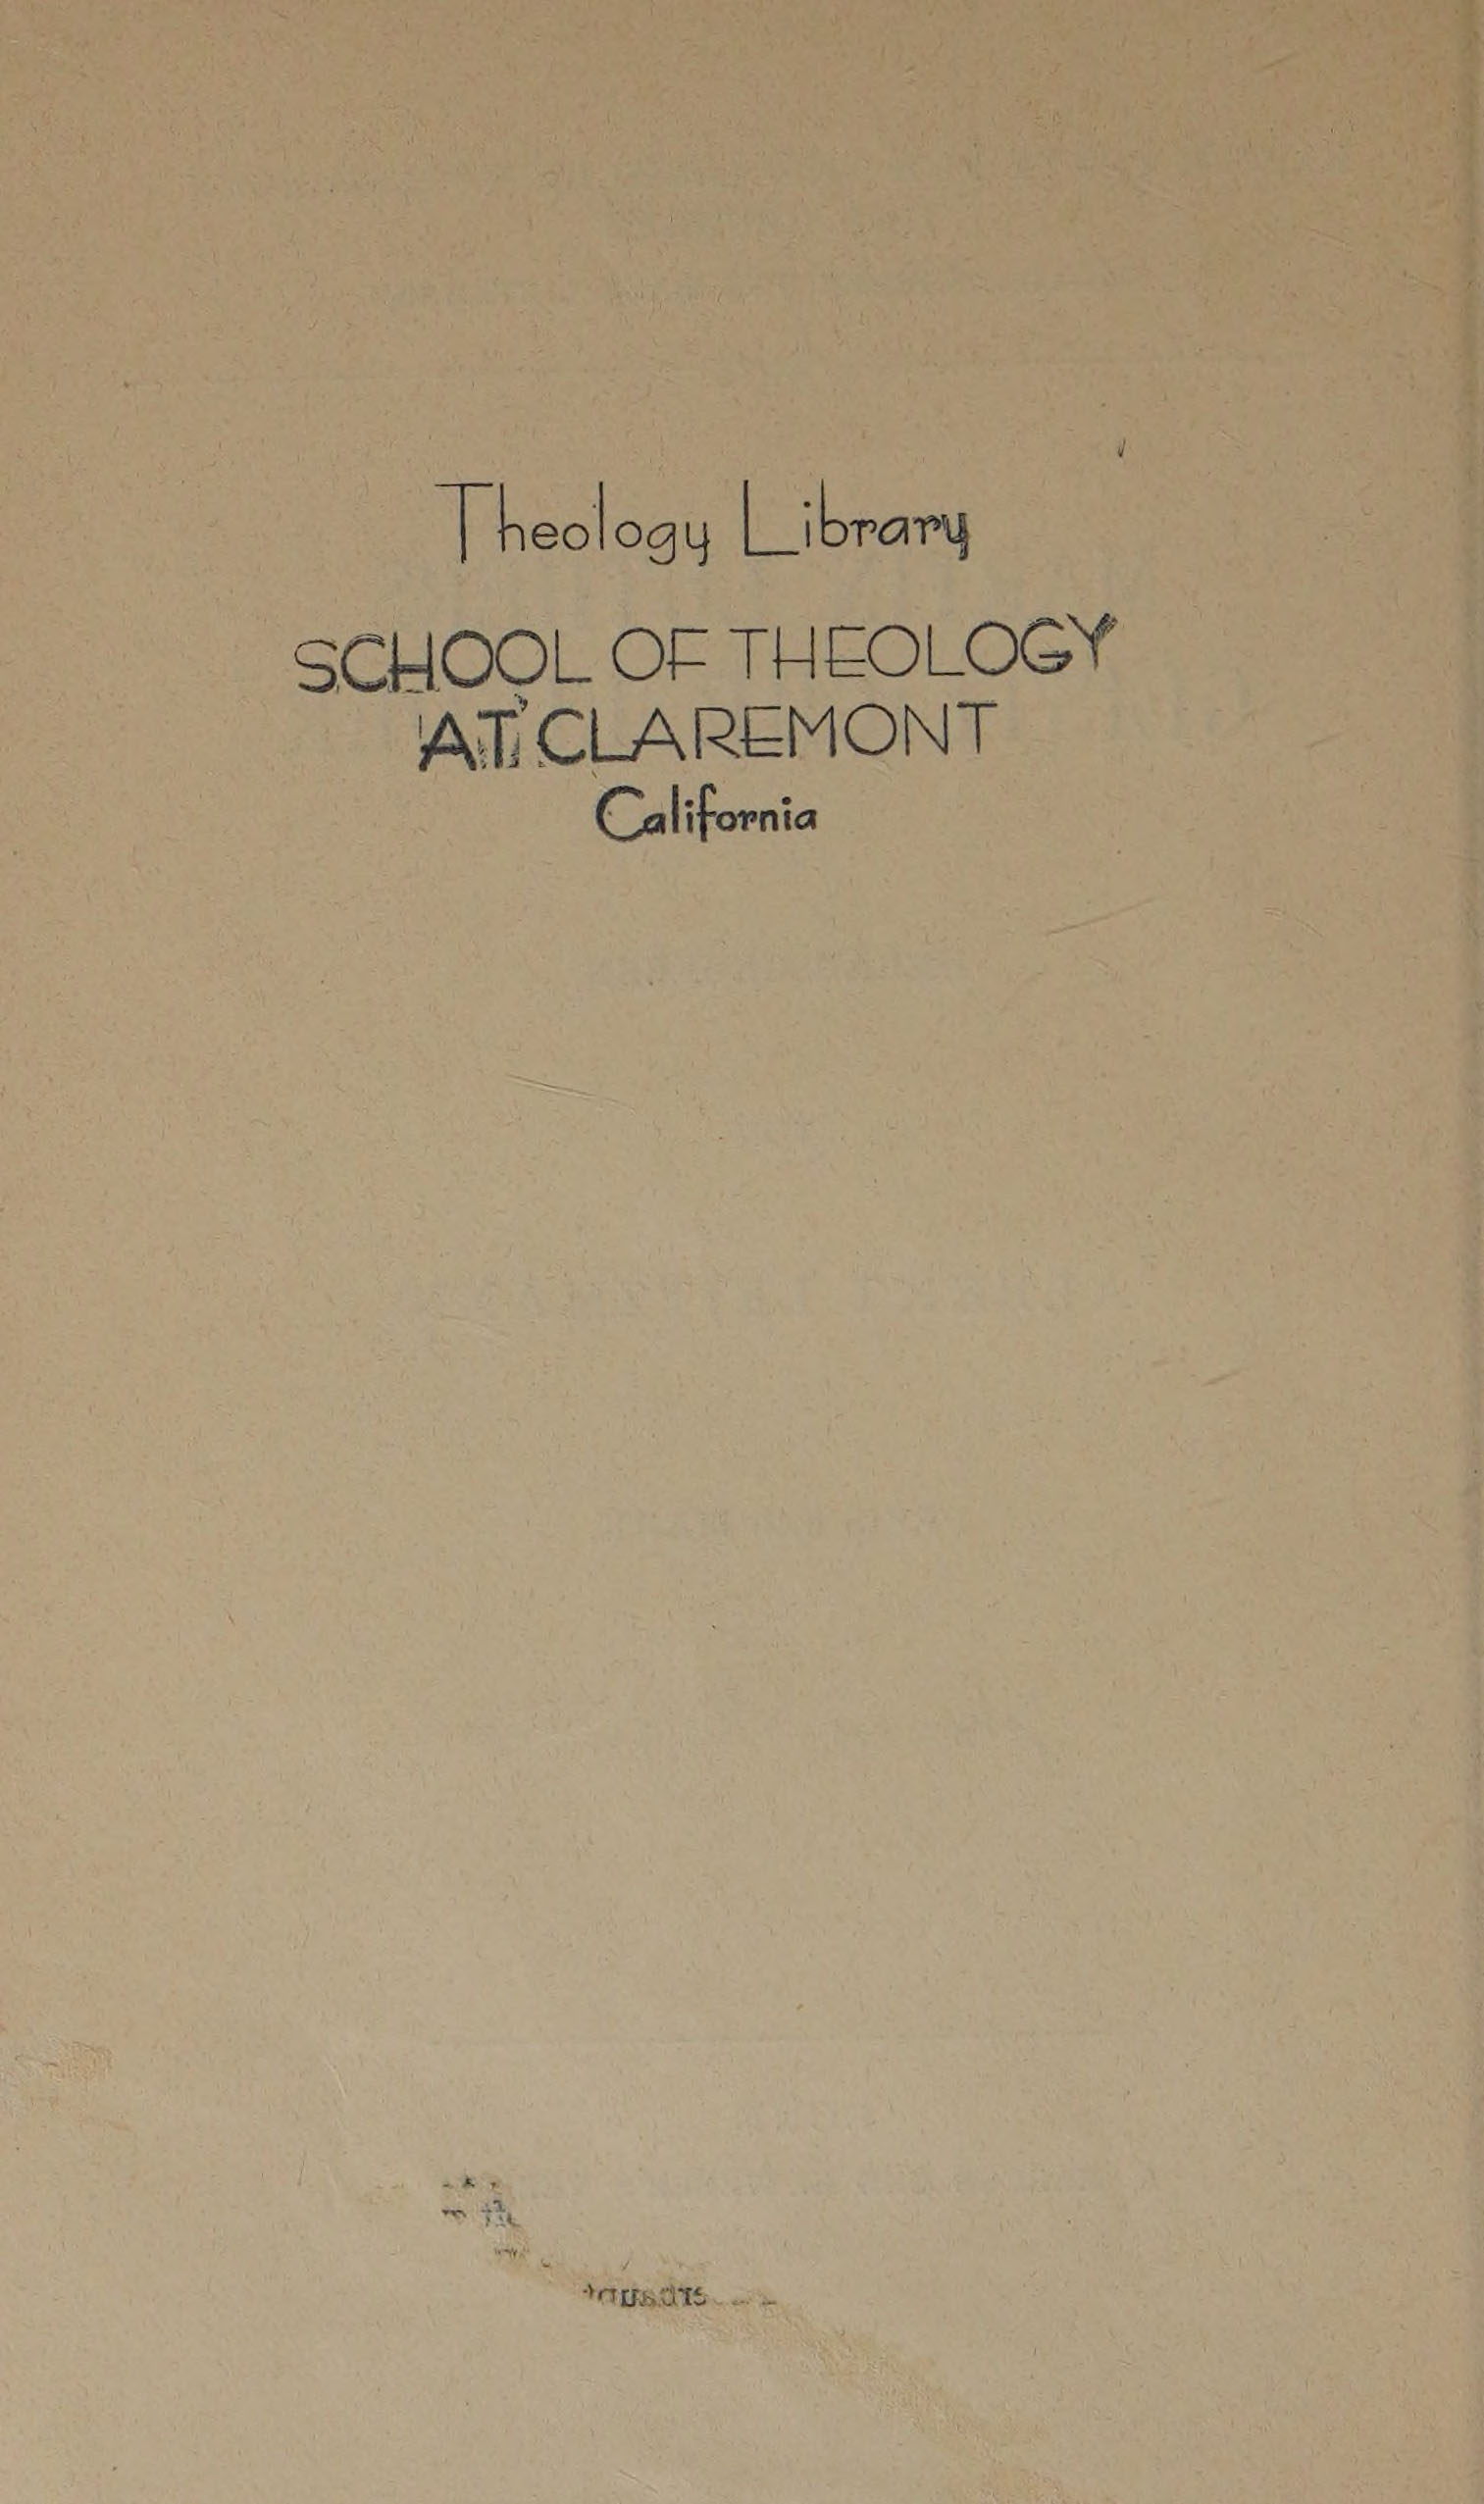 Theology Library
SCHOOL OF THEOLOGY
AT CLAREMONT
California